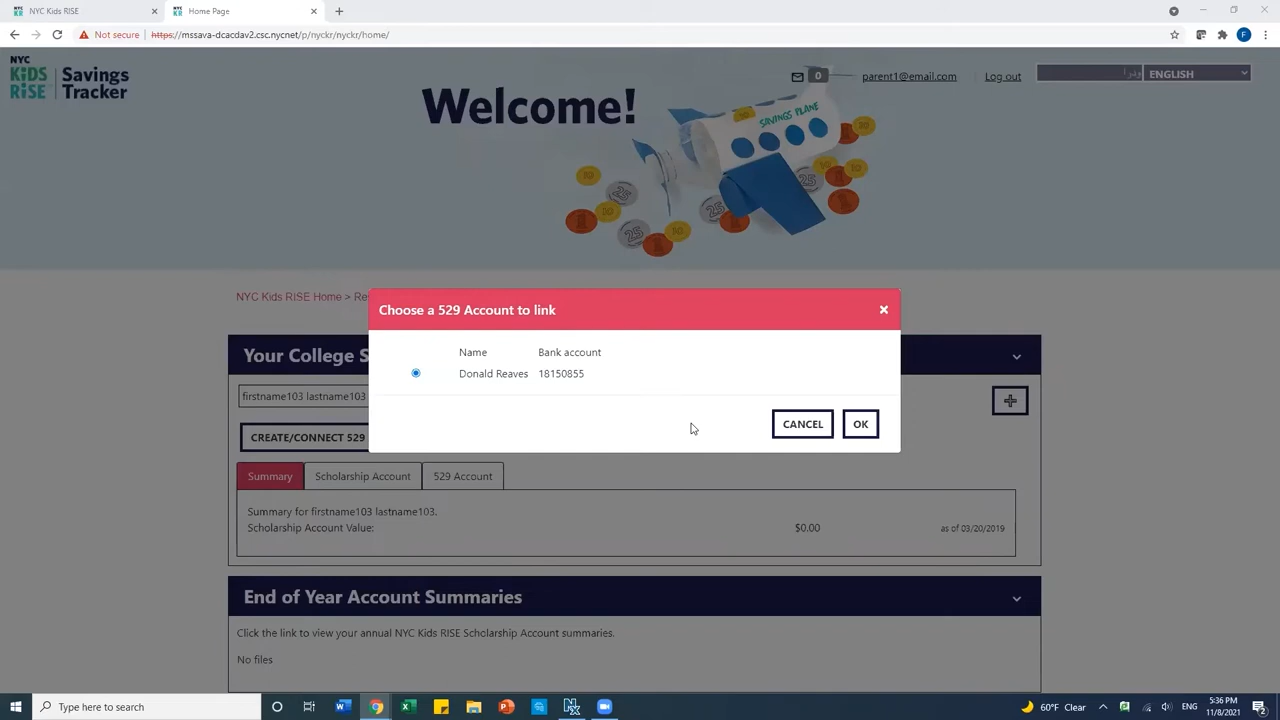 NYC Kids RISE
Home Page
Not secure
https://mssava-dcacdav2.csc.nycnet/p/nyckr/nyckr/home/
F
NYC
KiDS
RiSE
Savings
Tracker
Welcome!
SAVINGS PLANE
0
parent1@email.com
Log out
ENGLISH
NYC Kids RISE Home >
Choose a 529 Account to link
Name Bank account
Donald Reaves 18150855
CANCEL
OK
Your College S
firstname103 lastname103
CREATE/CONNECT 529
Summary
Scholarship Account
529 Account
Summary for firstname103 lastname103.
Scholarship Account Value: $0.00 as of 03/20/2019
End of Year Account Summaries
Click the link to view your annual NYC Kids RISE Scholarship Account summaries.
No files
Type here to search
60°F Clear
5:36 PM
11/8/2021
2